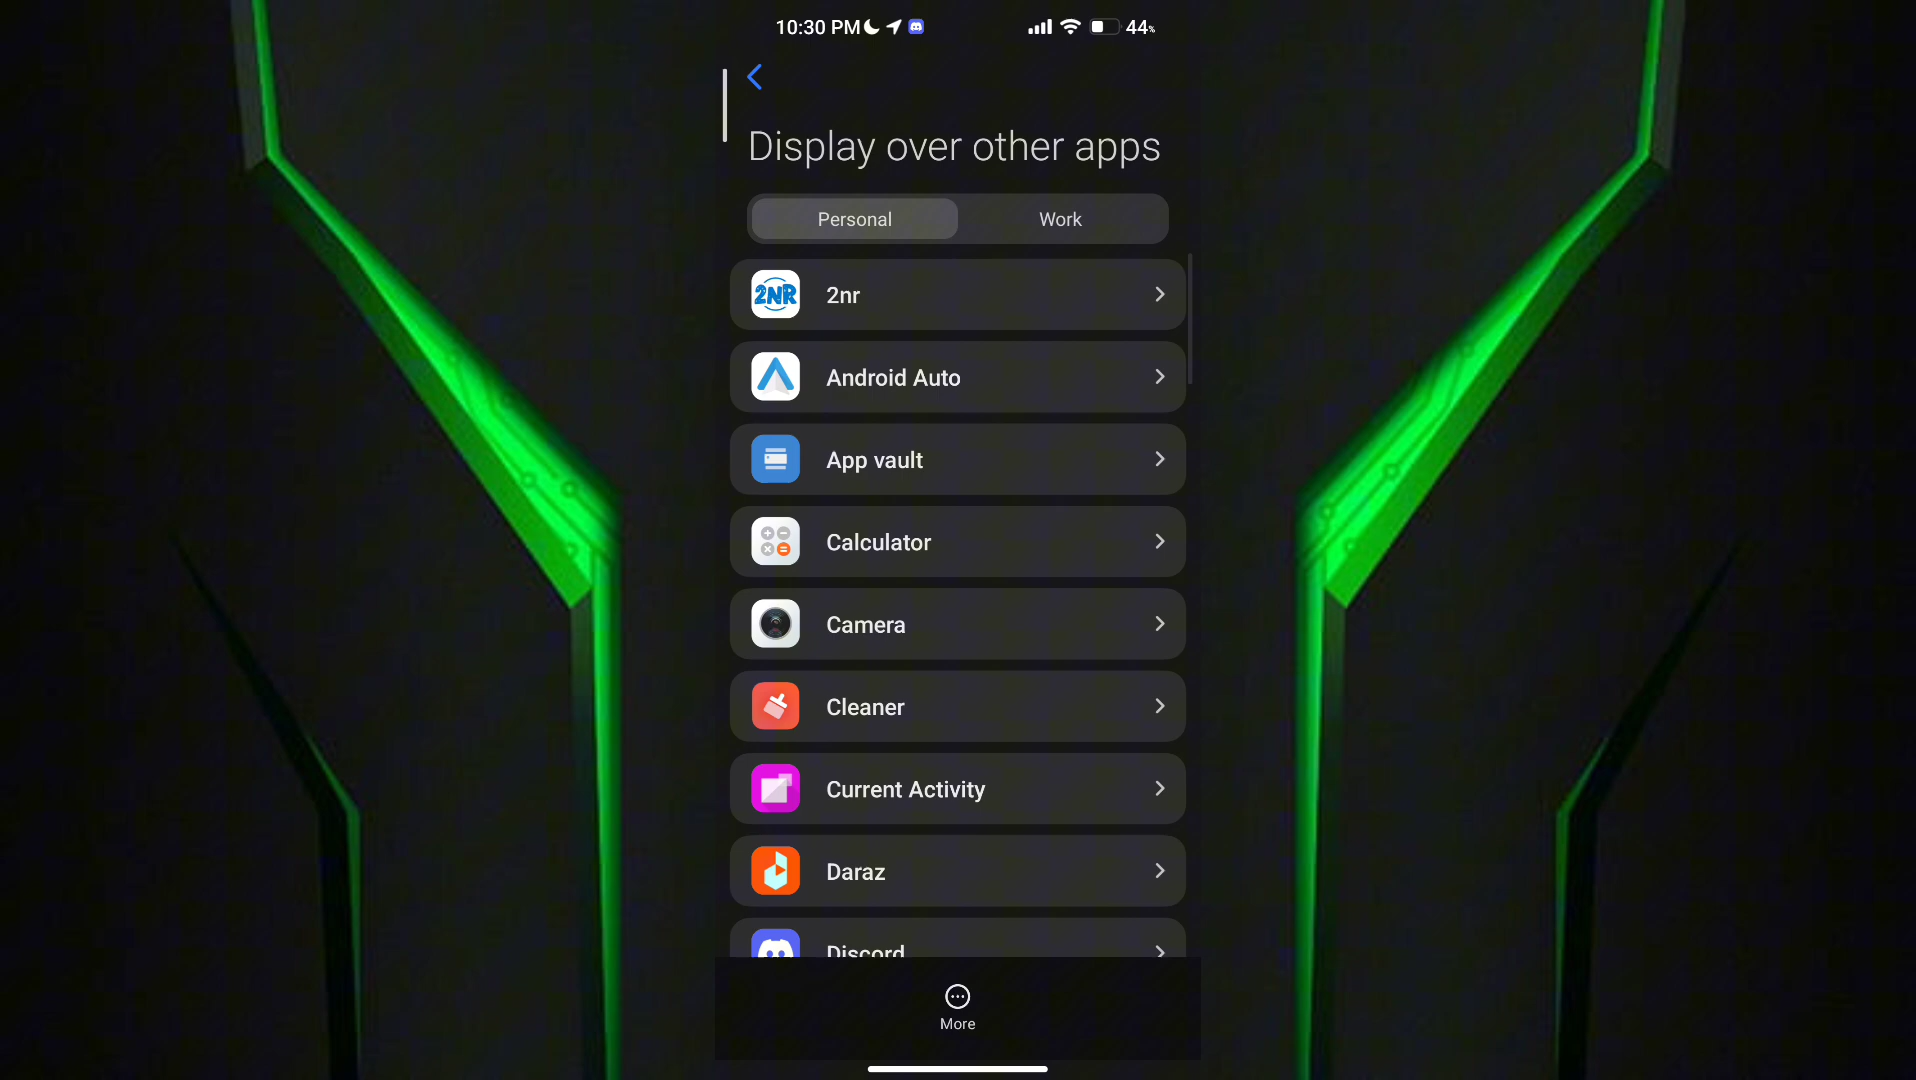 10:30 PM 44%
Display over other apps
Personal Work
2NR 2nr
Android Auto
App vault
Calculator
Camera
Cleaner
Current Activity
Daraz
Discord
More